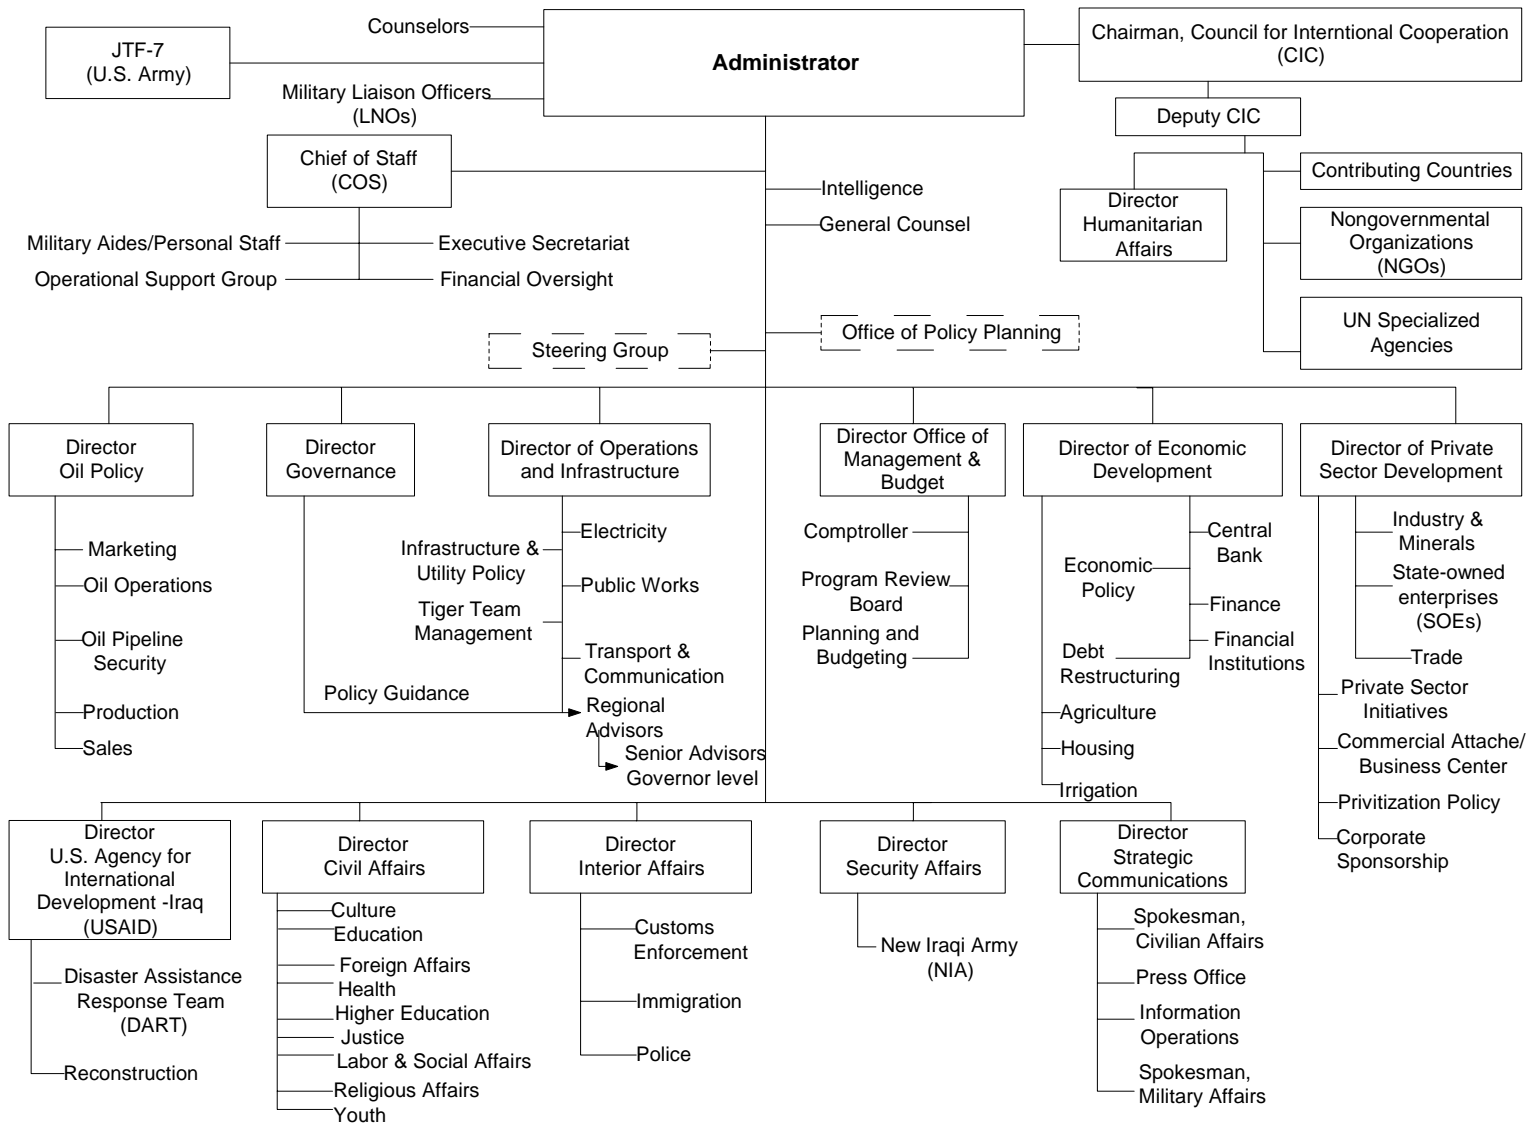 Counselors
JTF-7
(U.S. Army)
Administrator
Chairman, Council for Interntional Cooperation
(CIC)
Military Liaison Officers
(LNOs)
Deputy CIC
Chief of Staff
(COS)
Contributing Countries
Intelligence
General Counsel
Director
Humanitarian
Affairs
Nongovernmental
Organizations
(NGOs)
Military Aides/Personal Staff
Executive Secretariat
Operational Support Group
Financial Oversight
UN Specialized
Agencies
Office of Policy Planning
Steering Group
Director
Oil Policy
Director
Governance
Director of Operations
and Infrastructure
Director Office of
Management &
Budget
Director of Economic
Development
Director of Private
Sector Development
Marketing
Oil Operations
Oil Pipeline
Security
Production
Sales
Policy Guidance
Electricity
Infrastructure &
Utility Policy
Public Works
Tiger Team
Management
Transport &
Communication
Regional
Advisors
Senior Advisors
Governor level
Comptroller
Program Review
Board
Planning and
Budgeting
Central
Bank
Economic
Policy
Finance
Financial
Institutions
Debt
Restructuring
Agriculture
Housing
Irrigation
Industry &
Minerals
State-owned
enterprises
(SOEs)
Trade
Private Sector
Initiatives
Commercial Attache/
Business Center
Privitization Policy
Corporate
Sponsorship
Director
U.S. Agency for
International
Development -Iraq
(USAID)
Director
Civil Affairs
Director
Interior Affairs
Director
Security Affairs
Director
Strategic
Communications
Disaster Assistance
Response Team
(DART)
Reconstruction
Culture
Education
Foreign Affairs
Health
Higher Education
Justice
Labor & Social Affairs
Religious Affairs
Youth
Customs
Enforcement
Immigration
Police
New Iraqi Army
(NIA)
Spokesman,
Civilian Affairs
Press Office
Information
Operations
Spokesman,
Military Affairs